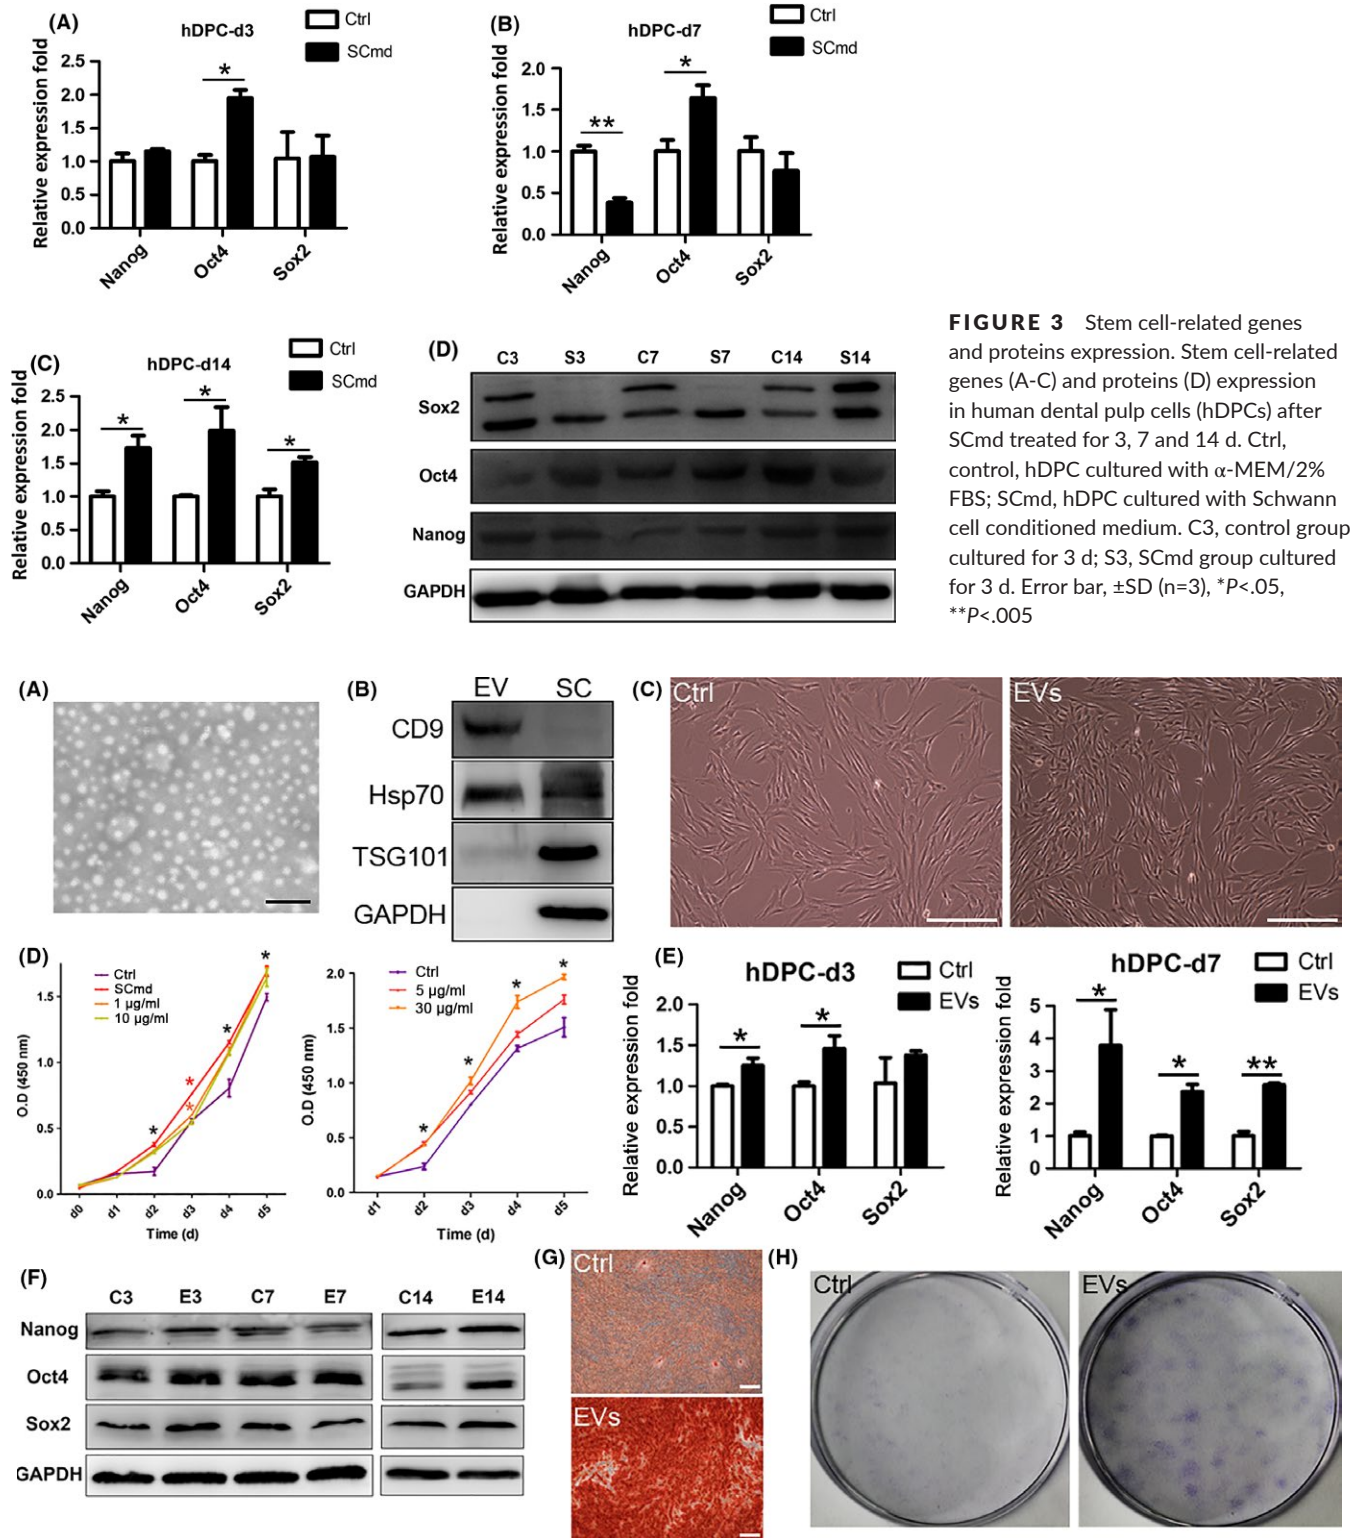 (A)
hDPC-d3
Ctrl
SCmd
Relative expression fold
2.5
2.0
1.5
1.0
0.5
0.0
*
Nanog
Oct4
Sox2
(B)
hDPC-d7
Ctrl
SCmd
Relative expression fold
2.0
1.5
1.0
0.5
0.0
**
*
Nanog
Oct4
Sox2
(C)
hDPC-d14
Ctrl
SCmd
Relative expression fold
2.5
2.0
1.5
1.0
0.5
0.0
*
*
*
Nanog
Oct4
Sox2
(D)
C3 S3 C7 S7 C14 S14
Sox2
Oct4
Nanog
GAPDH
FIGURE 3 Stem cell-related genes
and proteins expression. Stem cell-related
genes (A-C) and proteins (D) expression
in human dental pulp cells (hDPCs) after
SCmd treated for 3, 7 and 14 d. Ctrl,
control, hDPC cultured with α-MEM/2%
FBS; SCmd, hDPC cultured with Schwann
cell conditioned medium. C3, control group
cultured for 3 d; S3, SCmd group cultured
for 3 d. Error bar, ±SD (n=3), *P<.05,
**P<.005
(A)
(B)
EV SC
CD9
Hsp70
TSG101
GAPDH
(C)
Ctrl
EVs
(D)
Ctrl
SCmd
1 μg/ml
10 μg/ml
O.D (450 nm)
1.5
1.0
0.5
0.0
*
*
*
*
*
d0 d1 d2 d3 d4 d5
Time (d)
Ctrl
5 μg/ml
30 μg/ml
O.D (450 nm)
2.0
1.5
1.0
0.5
0.0
*
*
*
*
d1 d2 d3 d4 d5
Time (d)
(E)
hDPC-d3
Ctrl
EVs
Relative expression fold
2.0
1.5
1.0
0.5
0.0
*
*
Nanog
Oct4
Sox2
hDPC-d7
Ctrl
EVs
Relative expression fold
5
4
3
2
1
0
*
*
**
Nanog
Oct4
Sox2
(F)
C3 E3 C7 E7 C14 E14
Nanog
Oct4
Sox2
GAPDH
(G)
Ctrl
EVs
(H)
Ctrl
EVs